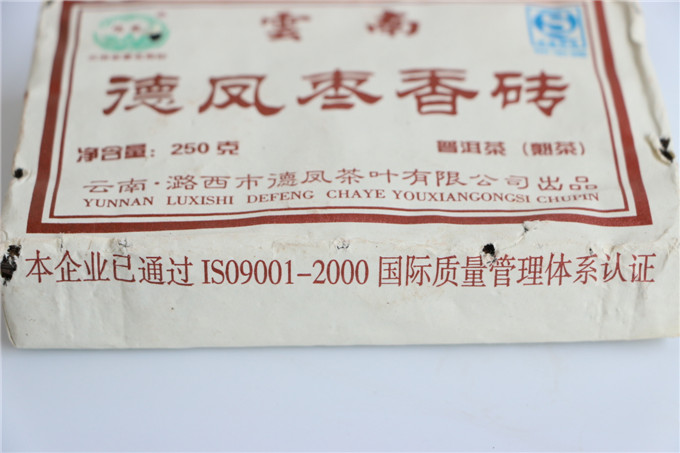 雲南
德凤枣香砖
净含量：250克 普洱茶（熟茶）
云南·潞西市德凤茶叶有限公司出品
YUNNAN LUXISHI DEFENG CHAYE YOUXIANGONGSI CHUPIN
本企业已通过 ISO9001-2000 国际质量管理体系认证